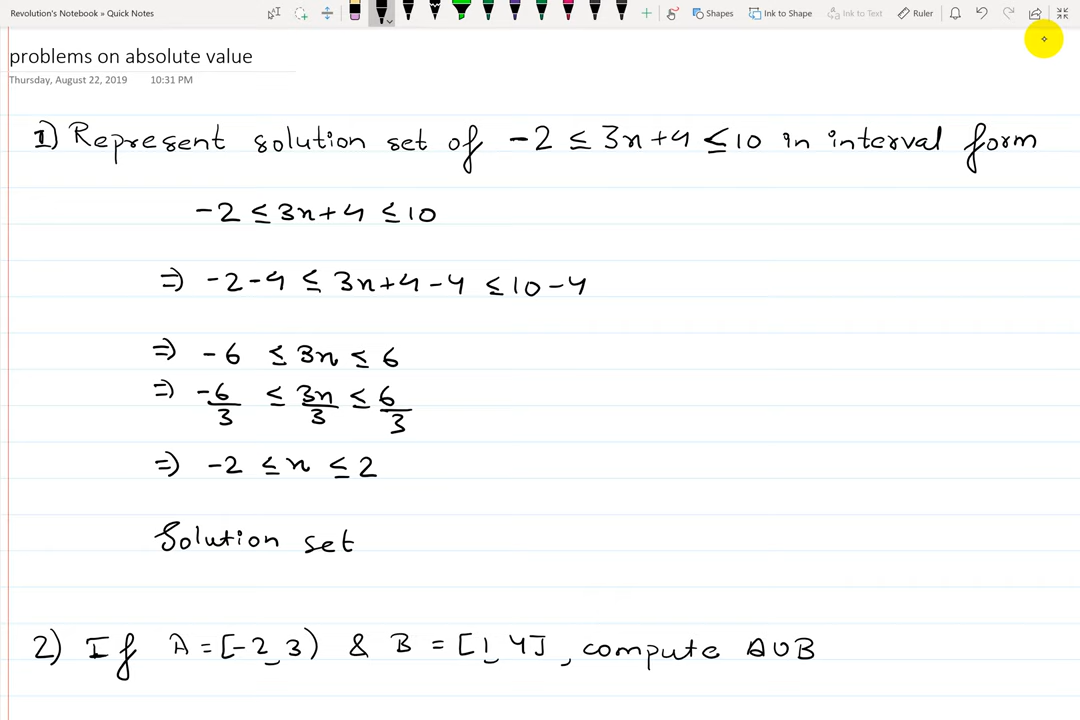 Revolution's Notebook » Quick Notes Shapes Ink to Shape Ink to Text Ruler
problems on absolute value
Thursday, August 22, 2019 10:31 PM
1) Represent solution set of -2 ≤ 3x+4 ≤ 10 in interval form
-2 ≤ 3x+4 ≤ 10
⇒ -2-4 ≤ 3x+4-4 ≤ 10-4
⇒ -6 ≤ 3x ≤ 6
⇒ -6/3 ≤ 3x/3 ≤ 6/3
⇒ -2 ≤ x ≤ 2
Solution set
2) If A = [-2, 3) & B = [1, 4], compute A∪B